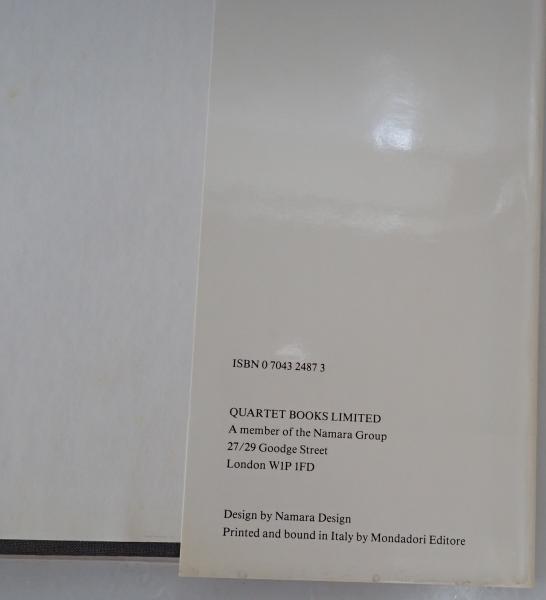 ISBN 0 7043 2487 3
QUARTET BOOKS LIMITED
A member of the Namara Group
27/29 Goodge Street
London W1P 1FD
Design by Namara Design
Printed and bound in Italy by Mondadori Editore